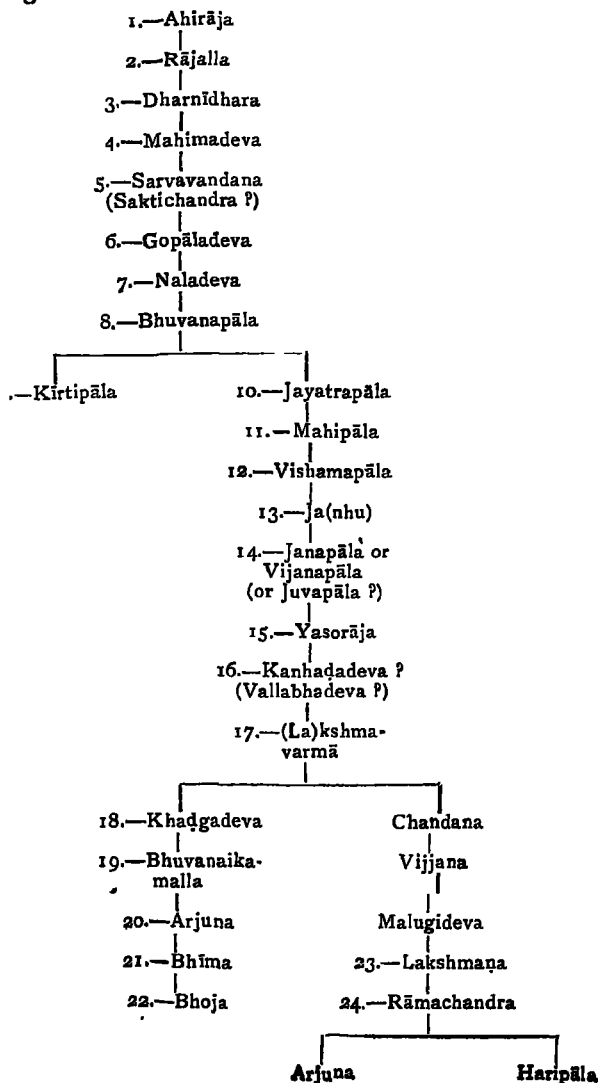 1.—Ahirāja
2.—Rājalla
3.—Dharnīdhara
4.—Mahimadeva
5.—Sarvavandana
(Saktichandra ?)
6.—Gopāladeva
7.—Naladeva
8.—Bhuvanapāla
.—Kīrtipāla 10.—Jayatrapāla
11.—Mahipāla
12.—Vishamapāla
13.—Ja(nhu)
14.—Janapāla or
Vijanapāla
(or Juvapāla ?)
15.—Yasorāja
16.—Kanhaḍadeva ?
(Vallabhadeva ?)
17.—(La)kshma-
varmā
18.—Khaḍgadeva Chandana
19.—Bhuvanaika- Vijjana
malla
20.—Arjuna Malugideva
21.—Bhīma 23.—Lakshmaṇa
22.—Bhoja 24.—Rāmachandra
Arjuna Haripāla